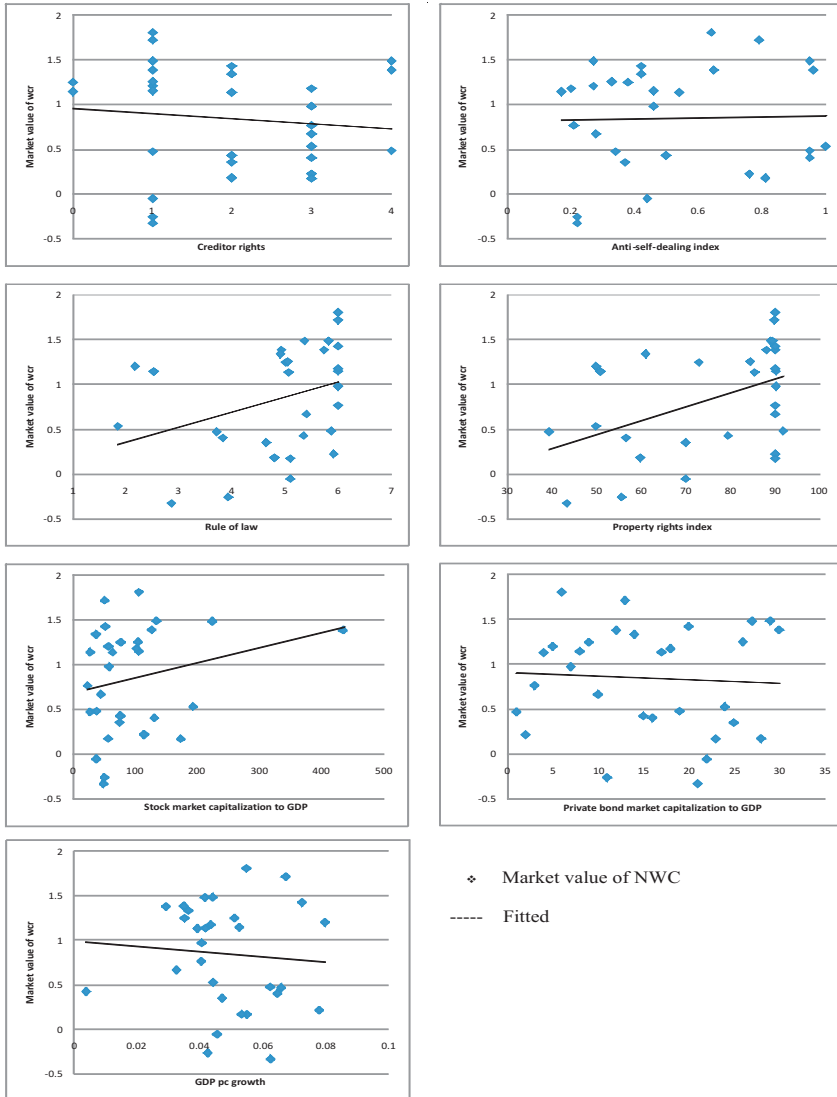 2
1.5
1
0.5
0
-0.5
0 1 2 3 4
Market value of wcr
Creditor rights
2
1.5
1
0.5
0
-0.5
0 0.2 0.4 0.6 0.8 1
Market value of wcr
Anti-self-dealing index
2
1.5
1
0.5
0
-0.5
1 2 3 4 5 6 7
Market value of wcr
Rule of law
2
1.5
1
0.5
0
-0.5
30 40 50 60 70 80 90 100
Market value of wcr
Property rights index
2
1.5
1
0.5
0
-0.5
0 100 200 300 400 500
Market value of wcr
Stock market capitalization to GDP
2
1.5
1
0.5
0
-0.5
0 5 10 15 20 25 30 35
Market value of wcr
Private bond market capitalization to GDP
2
1.5
1
0.5
0
-0.5
0 0.02 0.04 0.06 0.08 0.1
Market value of wcr
GDP pc growth
Market value of NWC
----- Fitted